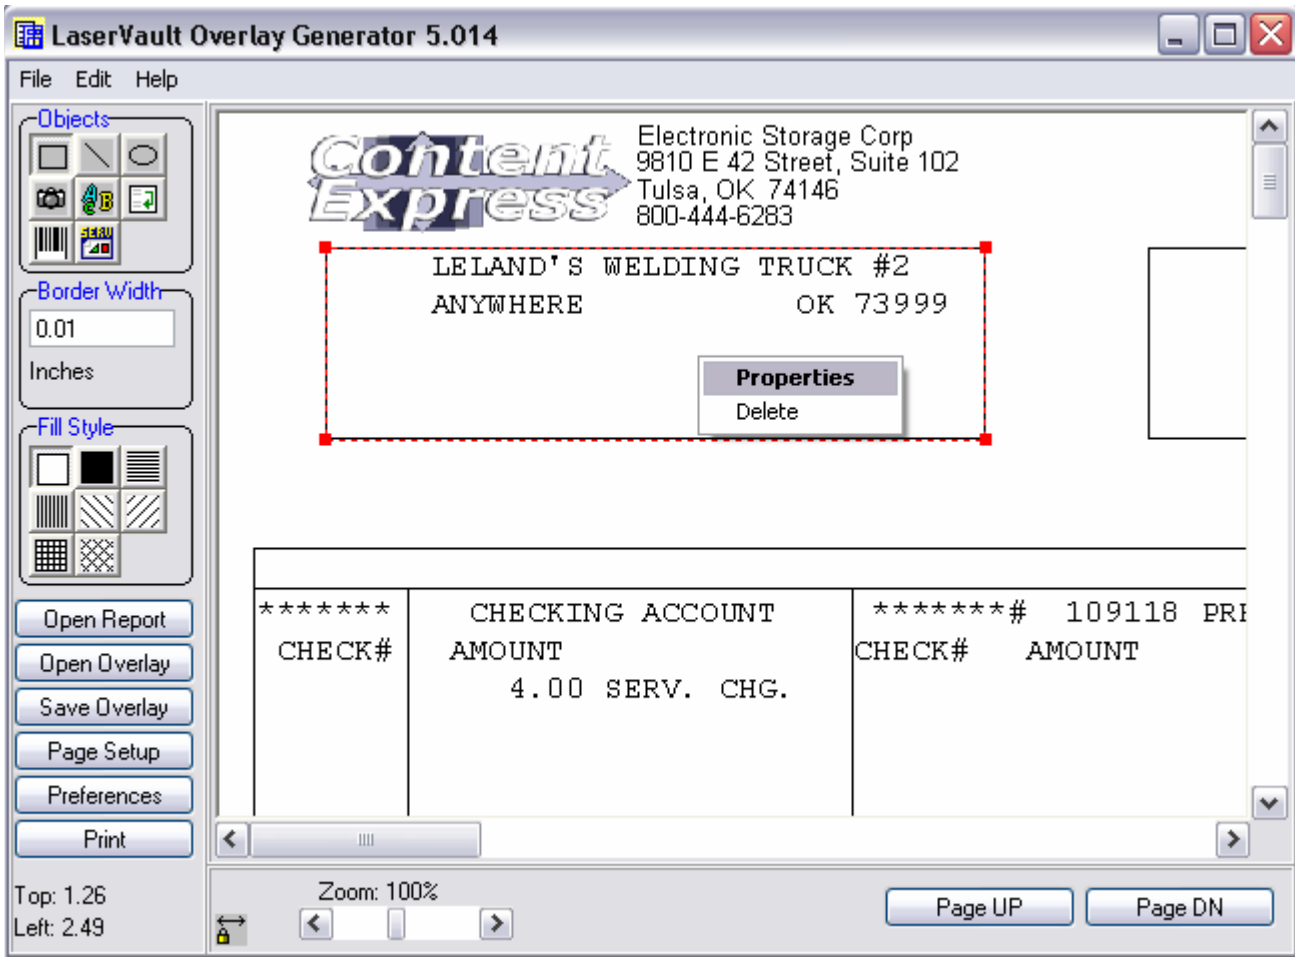 LaserVault Overlay Generator 5.014
File Edit Help
Objects
SERV
Border Width
0.01
Inches
Fill Style
Open Report
Open Overlay
Save Overlay
Page Setup
Preferences
Print
Top: 1.26
Left: 2.49
Content
Express
Electronic Storage Corp
9810 E 42 Street, Suite 102
Tulsa, OK 74146
800-444-6283
LELAND'S WELDING TRUCK #2
ANYWHERE OK 73999
Properties
Delete
******* CHECKING ACCOUNT *******# 109118 PRE
CHECK# AMOUNT CHECK# AMOUNT
4.00 SERV. CHG.
Zoom: 100%
Page UP Page DN